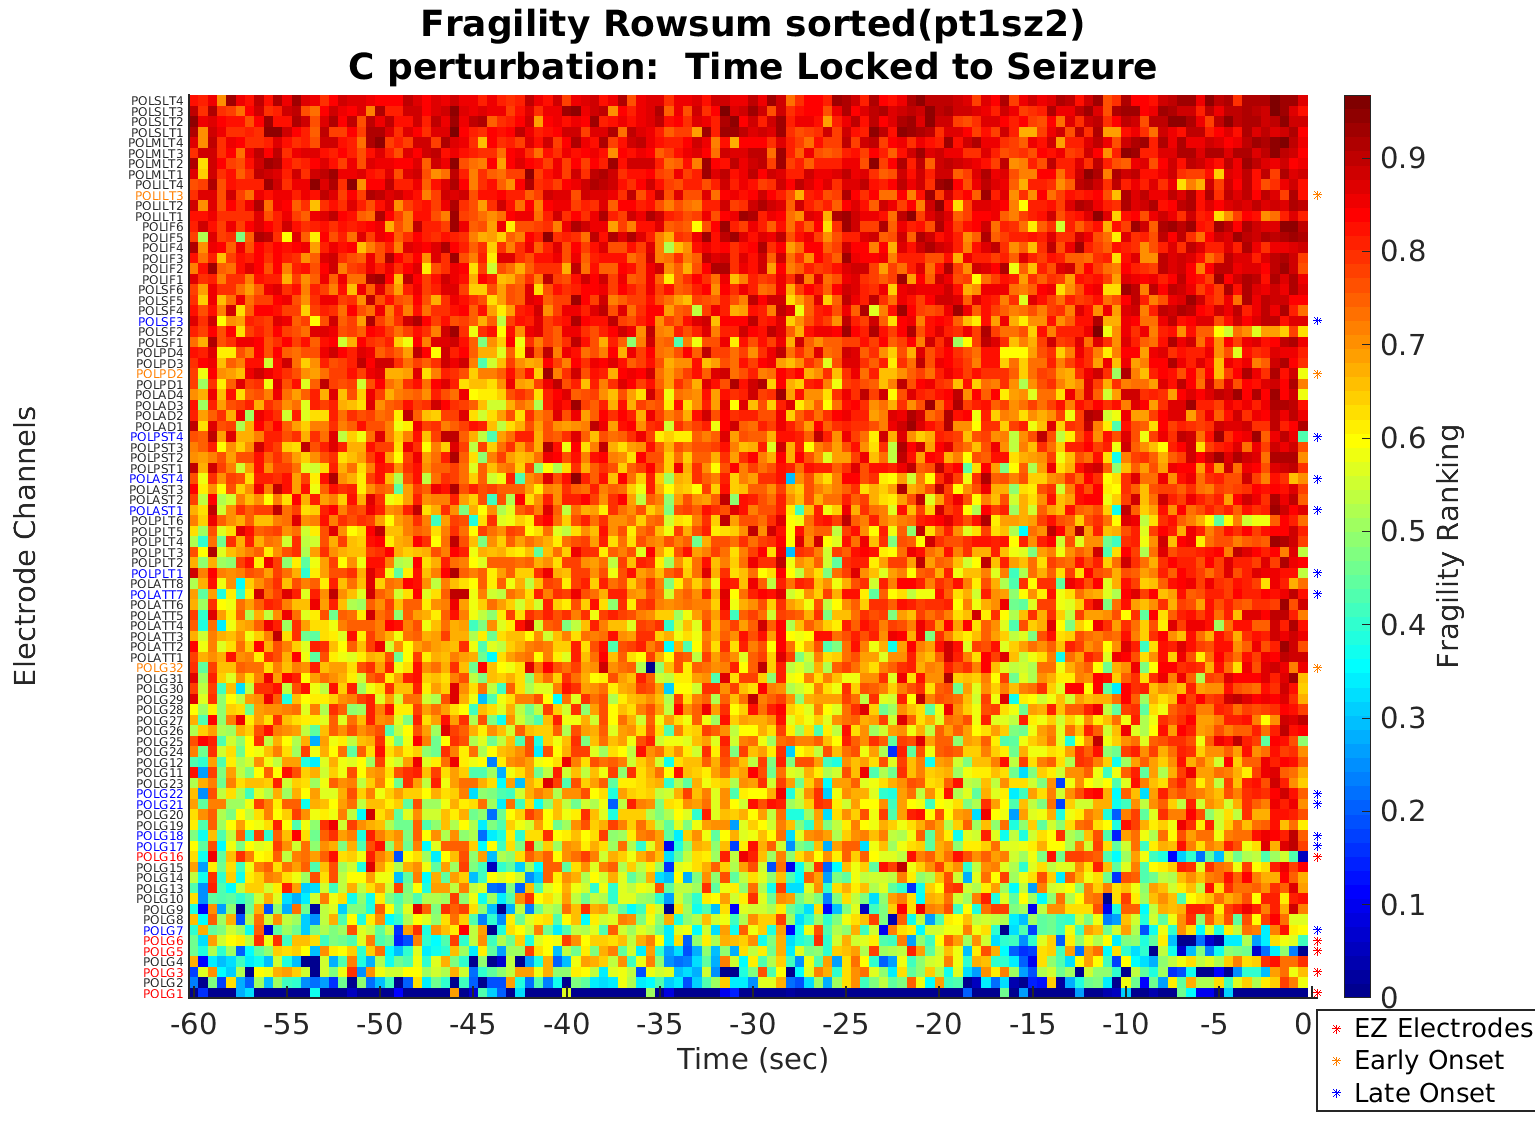 Fragility Rowsum sorted(pt1sz2)
C perturbation:  Time Locked to Seizure
Electrode Channels
POLSLT4
POLSLT3
POLSLT2
POLSLT1
POLMLT4
POLMLT3
POLMLT2
POLMLT1
POLILT4
POLILT3
POLILT2
POLILT1
POLIF6
POLIF5
POLIF4
POLIF3
POLIF2
POLIF1
POLSF6
POLSF5
POLSF4
POLSF3
POLSF2
POLSF1
POLPD4
POLPD3
POLPD2
POLPD1
POLAD4
POLAD3
POLAD2
POLAD1
POLPST4
POLPST3
POLPST2
POLPST1
POLAST4
POLAST3
POLAST2
POLAST1
POLPLT6
POLPLT5
POLPLT4
POLPLT3
POLPLT2
POLPLT1
POLATT8
POLATT7
POLATT6
POLATT5
POLATT4
POLATT3
POLATT2
POLATT1
POLG32
POLG31
POLG30
POLG29
POLG28
POLG27
POLG26
POLG25
POLG24
POLG12
POLG11
POLG23
POLG22
POLG21
POLG20
POLG19
POLG18
POLG17
POLG16
POLG15
POLG14
POLG13
POLG10
POLG9
POLG8
POLG7
POLG6
POLG5
POLG4
POLG3
POLG2
POLG1
-60 -55 -50 -45 -40 -35 -30 -25 -20 -15 -10 -5 0
Time (sec)
0.9
0.8
0.7
0.6
0.5
0.4
0.3
0.2
0.1
0
Fragility Ranking
EZ Electrodes
Early Onset
Late Onset